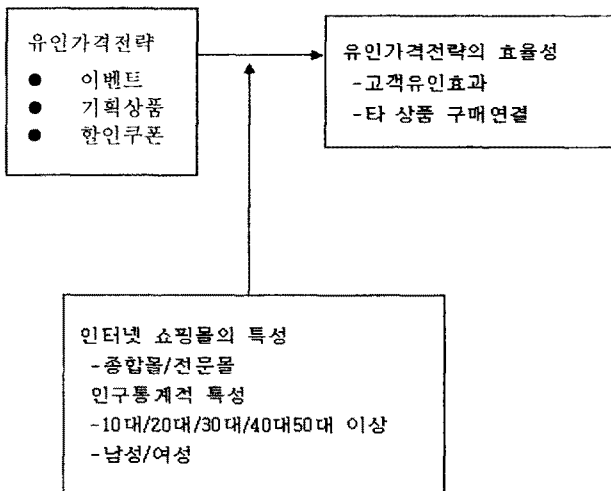 유인가격전략
● 이벤트
● 기획상품
● 할인쿠폰
유인가격전략의 효율성
-고객유인효과
-타 상품 구매연결
인터넷 쇼핑몰의 특성
-종합몰/전문몰
인구통계적 특성
-10대/20대/30대/40대50대 이상
-남성/여성